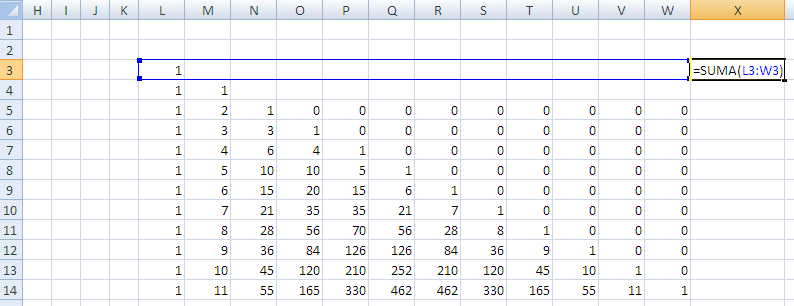 H I J K L M N O P Q R S T U V W X
1
2
3 1 =SUMA(L3:W3)
4 1 1
5 1 2 1 0 0 0 0 0 0 0 0 0
6 1 3 3 1 0 0 0 0 0 0 0 0
7 1 4 6 4 1 0 0 0 0 0 0 0
8 1 5 10 10 5 1 0 0 0 0 0 0
9 1 6 15 20 15 6 1 0 0 0 0 0
10 1 7 21 35 35 21 7 1 0 0 0 0
11 1 8 28 56 70 56 28 8 1 0 0 0
12 1 9 36 84 126 126 84 36 9 1 0 0
13 1 10 45 120 210 252 210 120 45 10 1 0
14 1 11 55 165 330 462 462 330 165 55 11 1